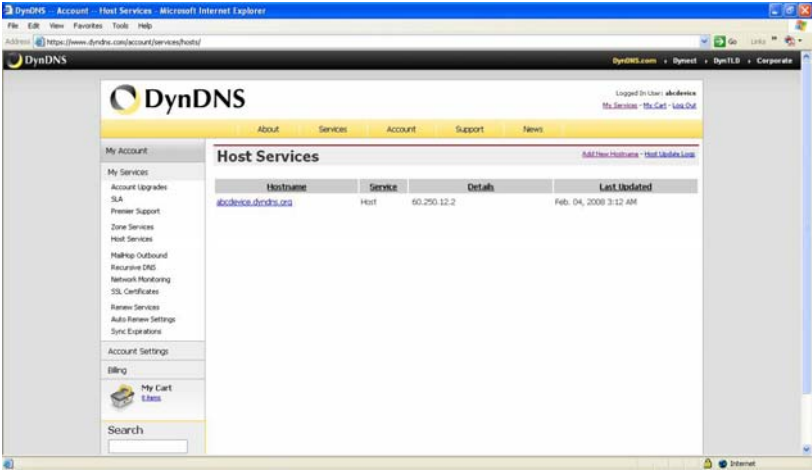 DynDNS -- Account -- Host Services - Microsoft Internet Explorer
File Edit View Favorites Tools Help
Address https://www.dyndns.com/account/services/hosts/ Go Links »
DynDNS DynDNS.com Dynect DynTLD Corporate
DynDNS
Logged In User: abcdevice
My Services - My Cart - Log Out
About Services Account Support News
My Account
Host Services
Add New Hostname - Host Update Logs
My Services
Account Upgrades
SLA
Premier Support
Zone Services
Host Services
MailHop Outbound
Recursive DNS
Network Monitoring
SSL Certificates
Renew Services
Auto Renew Settings
Sync Expirations
Hostname Service Details Last Updated
abcdevice.dyndns.org Host 60.250.12.2 Feb. 04, 2008 3:12 AM
Account Settings
Billing
My Cart
0 items
Search
Internet